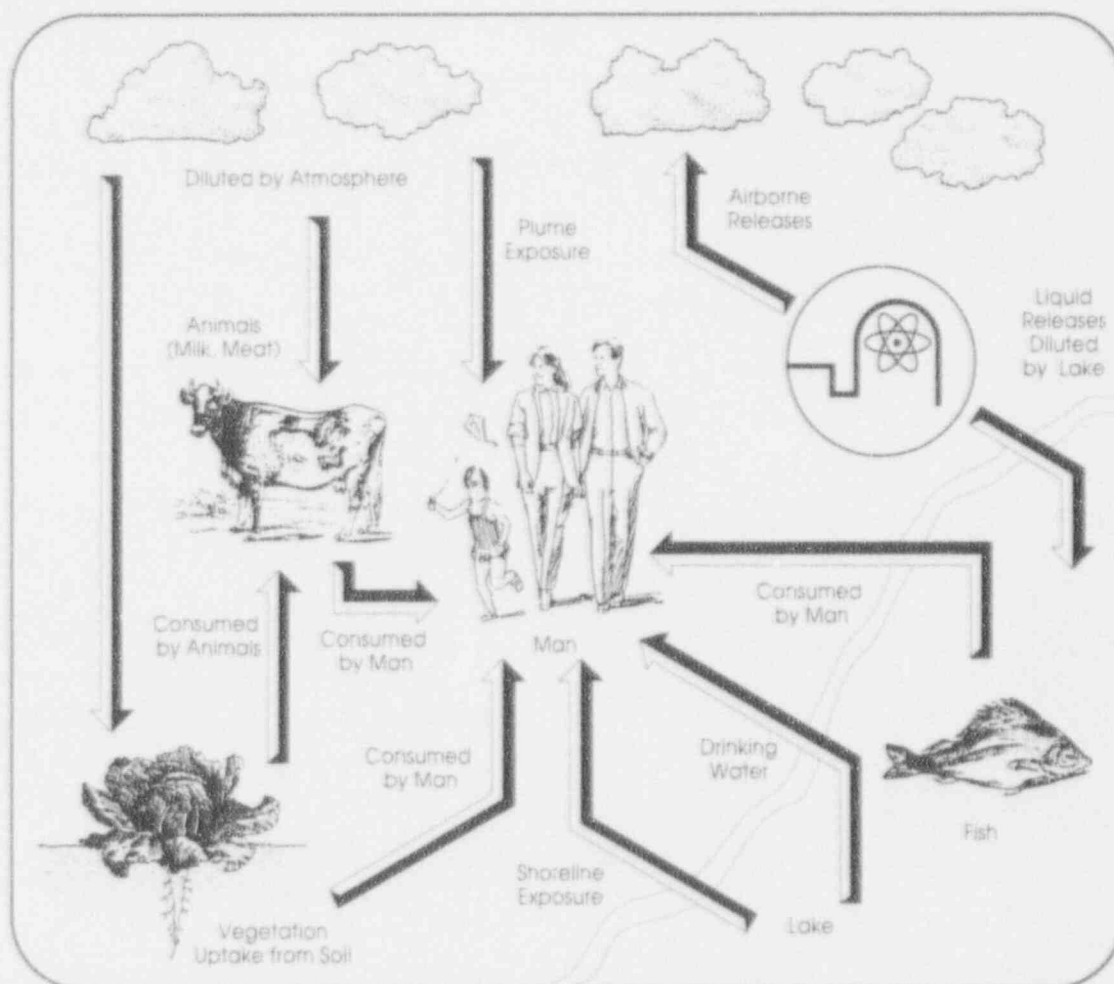 Diluted by Atmosphere
Plume
Exposure
Airborne
Releases
Liquid
Releases
Diluted
by Lake
Animals
(Milk, Meat)
Consumed
by Animals
Consumed
by Man
Man
Consumed
by Man
Consumed
by Man
Drinking
Water
Fish
Shoreline
Exposure
Lake
Vegetation
Uptake from Soil